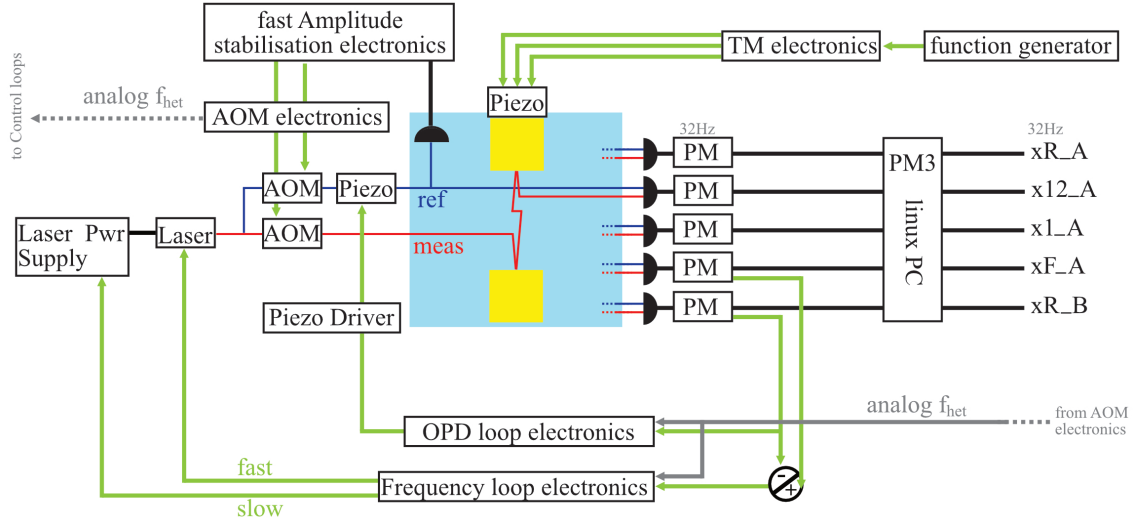 fast Amplitude
stabilisation electronics
TM electronics
function generator
to Control loops
analog fhet
AOM electronics
Piezo
32Hz
32Hz
PM
xR_A
PM3
linux PC
AOM
Piezo
ref
PM
x12_A
Laser Pwr
Supply
Laser
AOM
meas
PM
x1_A
PM
xF_A
Piezo Driver
PM
xR_B
analog fhet
from AOM
electronics
OPD loop electronics
fast
Frequency loop electronics
-
+
slow